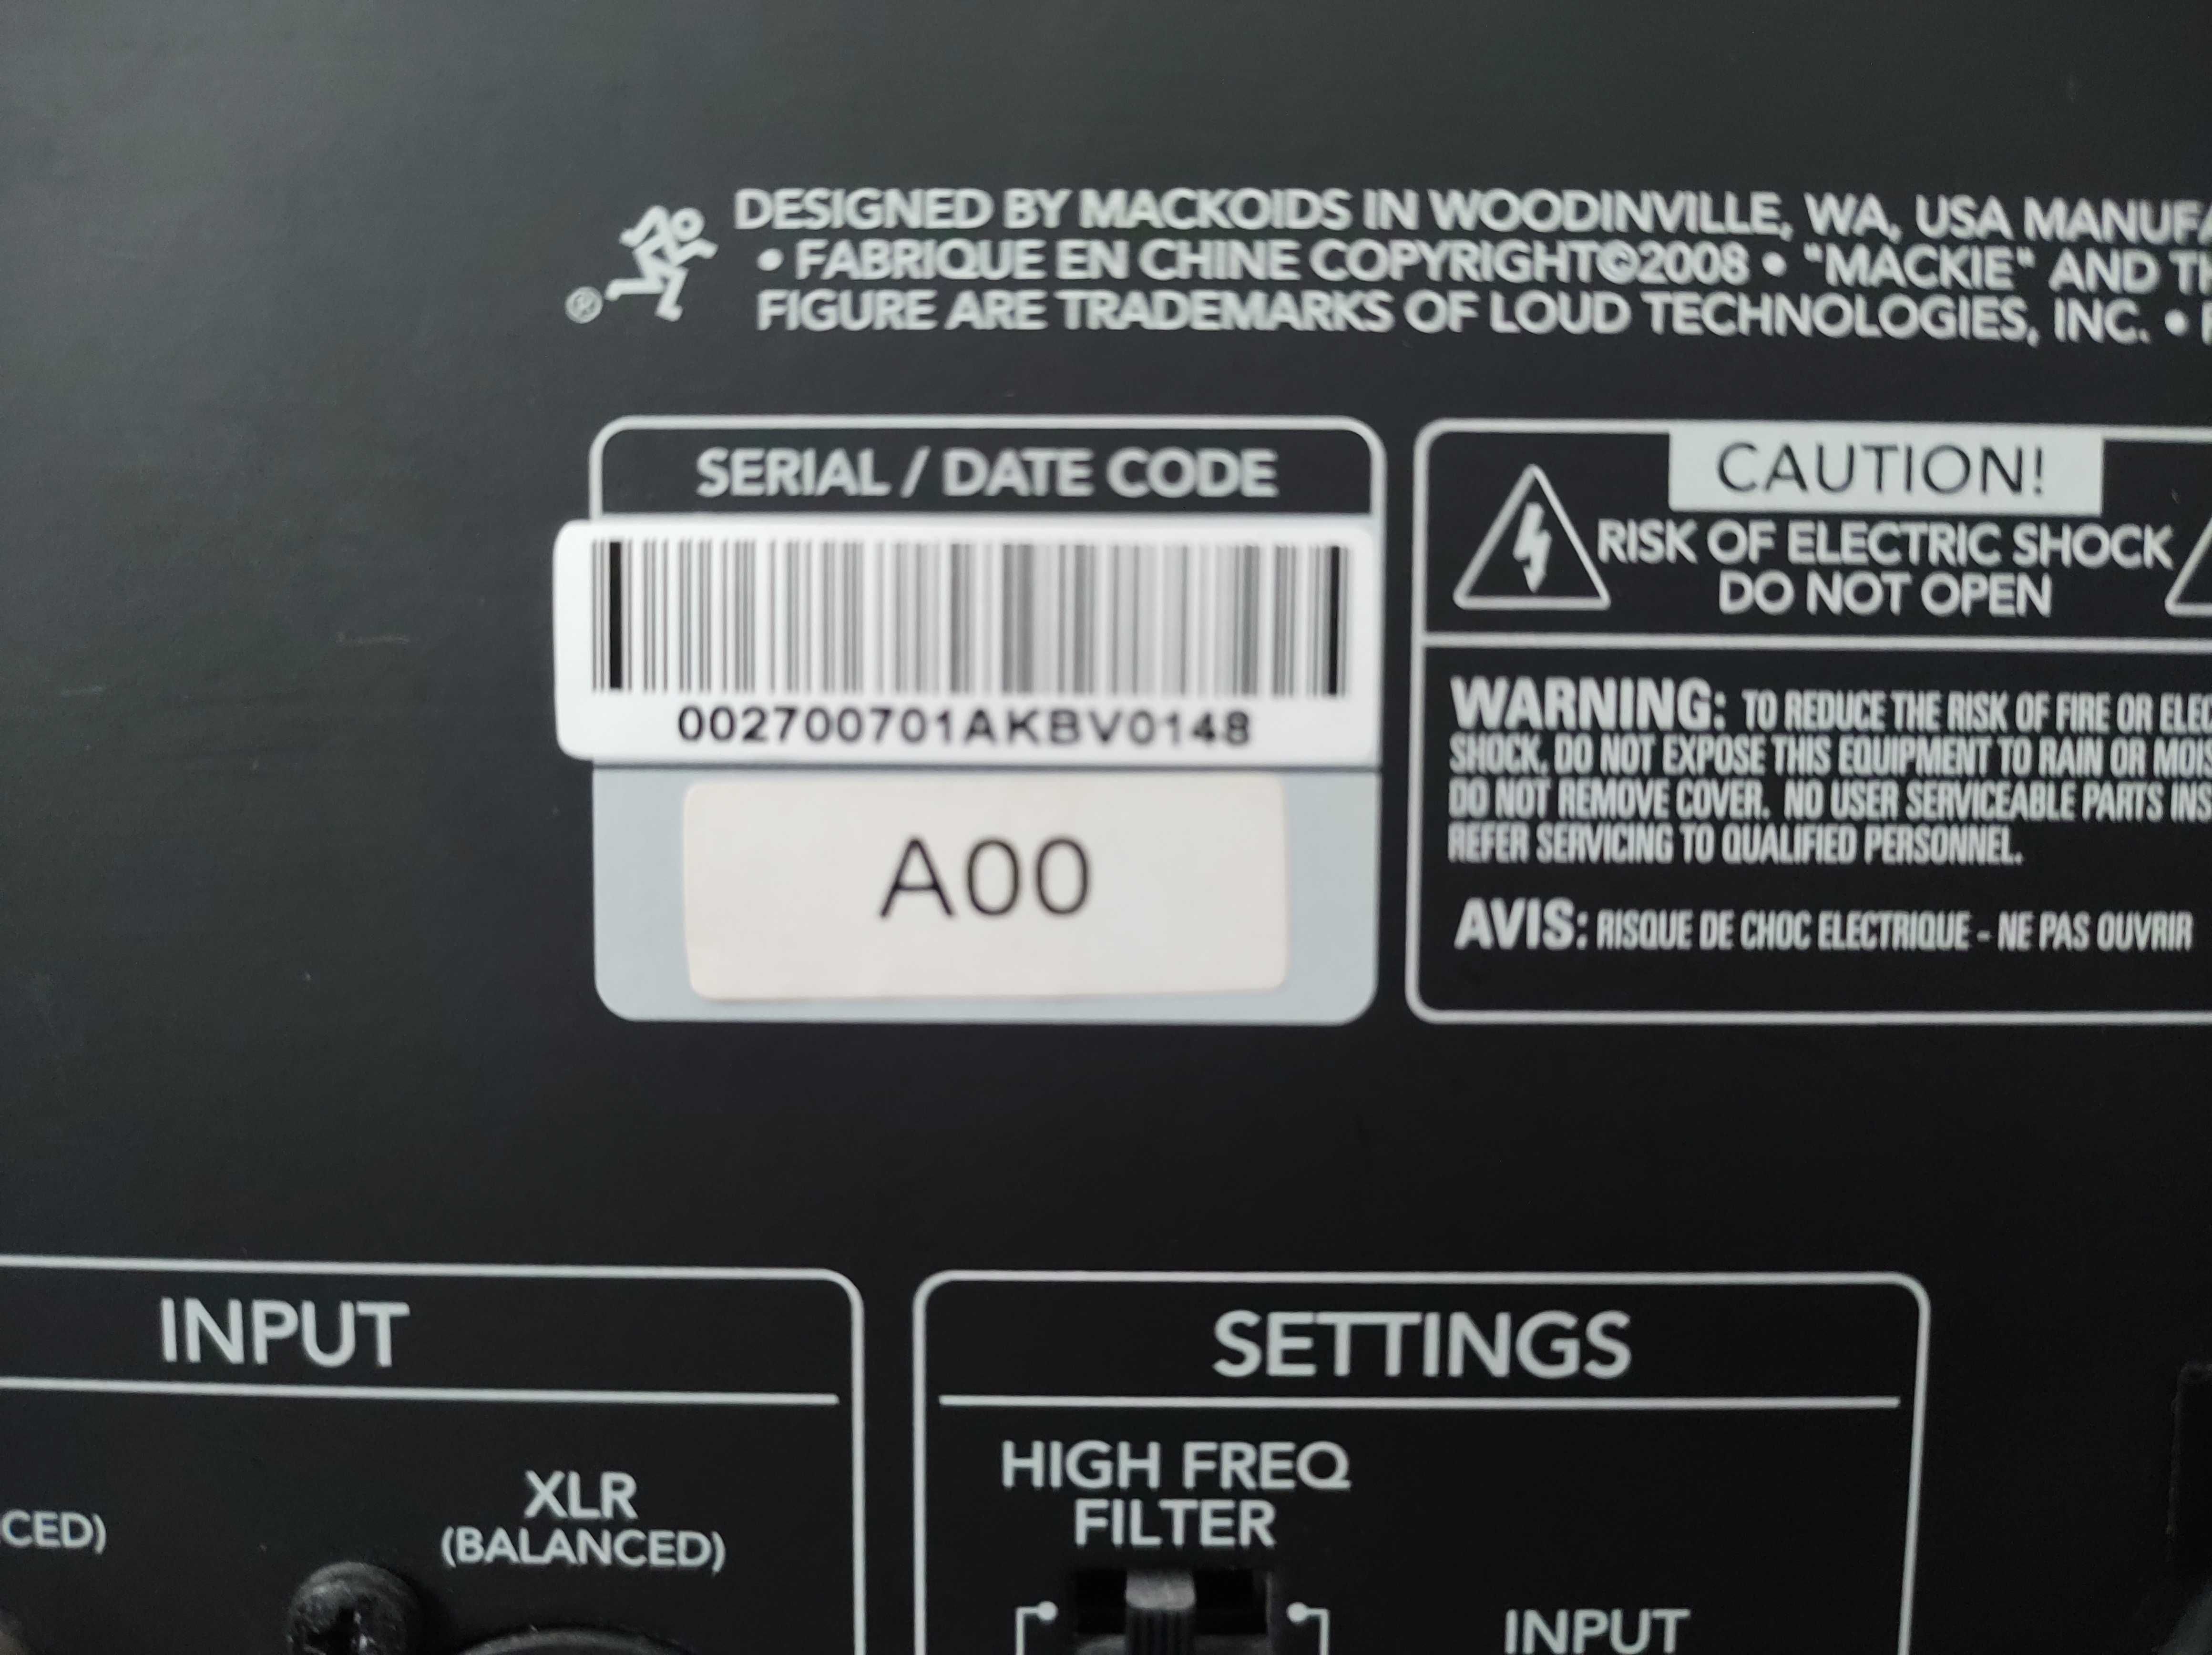 DESIGNED BY MACKOIDS IN WOODINVILLE, WA, USA
• FABRIQUE EN CHINE COPYRIGHT©2008 • "MACKIE" AND
FIGURE ARE TRADEMARKS OF LOUD TECHNOLOGIES, INC. •
®
SERIAL / DATE CODE
002700701AKBV0148
A00
CAUTION!
RISK OF ELECTRIC SHOCK
DO NOT OPEN
WARNING: TO REDUCE THE RISK OF FIRE OR
SHOCK, DO NOT EXPOSE THIS EQUIPMENT TO RAIN OR
DO NOT REMOVE COVER. NO USER SERVICEABLE PARTS
REFER SERVICING TO QUALIFIED PERSONNEL.
AVIS: RISQUE DE CHOC ELECTRIQUE - NE PAS OUVRIR
INPUT
CED)
XLR
(BALANCED)
SETTINGS
HIGH FREQ
FILTER
INPUT